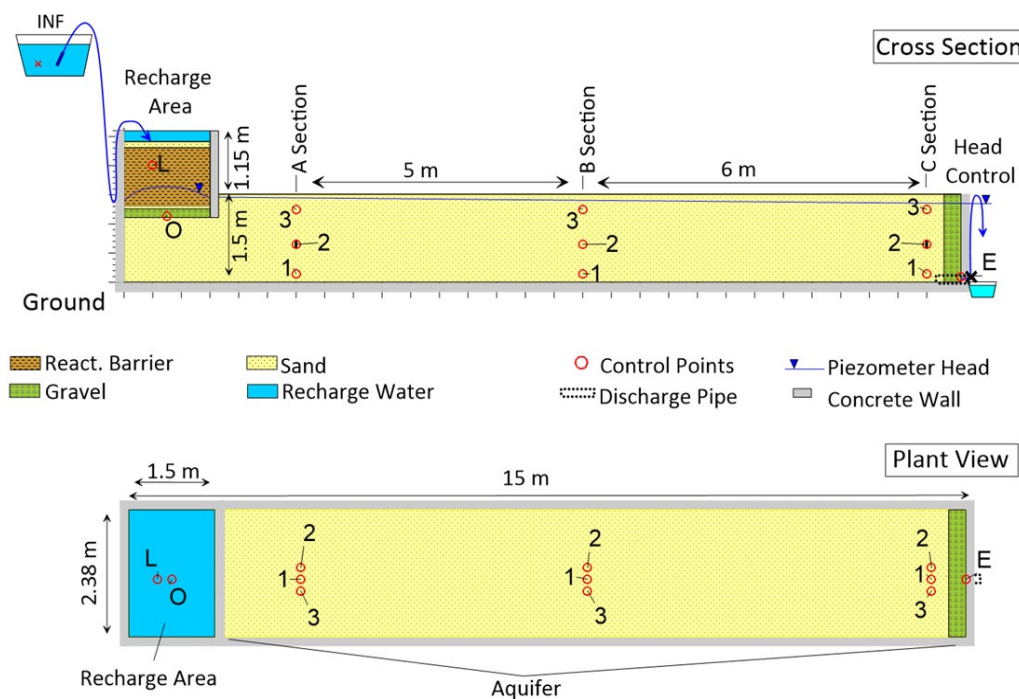 INF
Cross Section
Recharge
Area
A Section
B Section
C Section
Head
Control
L
1.15 m
5 m
6 m
O
1.5 m
3
2
1
3
2
1
3
2
1
E
Ground
React. Barrier
Sand
Control Points
Piezometer Head
Gravel
Recharge Water
Discharge Pipe
Concrete Wall
Plant View
1.5 m
15 m
2.38 m
L
O
2
1
3
2
1
3
2
1
3
E
Recharge Area
Aquifer